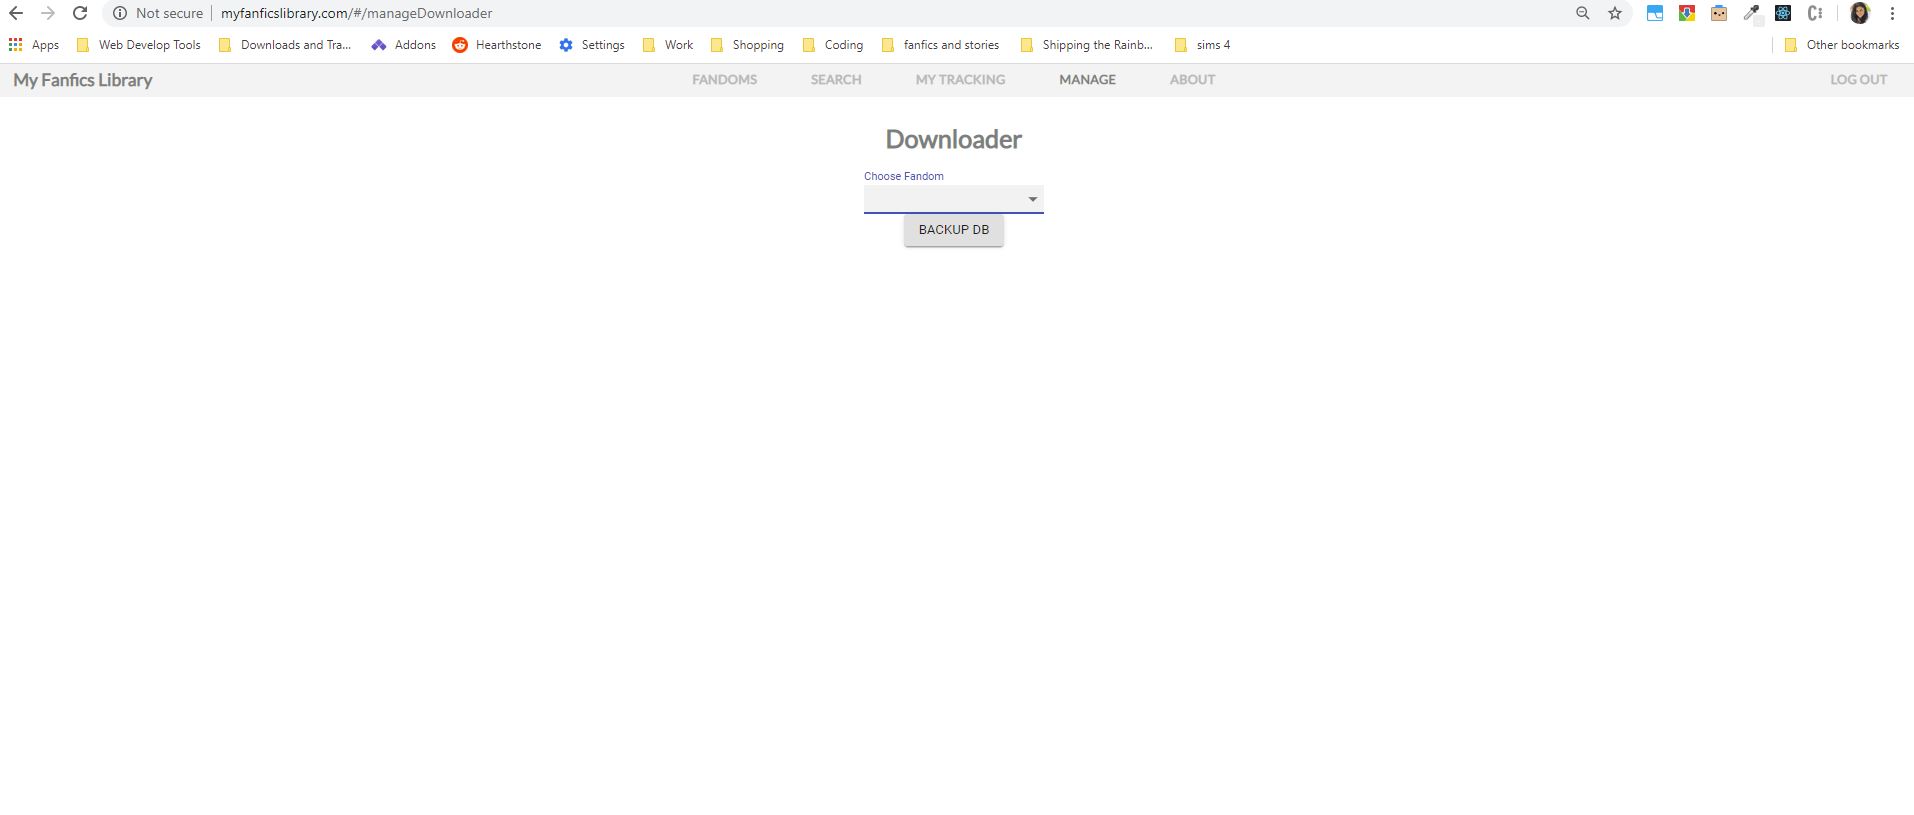 Not secure | myfanficslibrary.com/#/manageDownloader
Apps Web Develop Tools Downloads and Tra... Addons Hearthstone Settings Work Shopping Coding fanfics and stories Shipping the Rainb... sims 4 Other bookmarks
My Fanfics Library FANDOMS SEARCH MY TRACKING MANAGE ABOUT LOG OUT
Downloader
Choose Fandom
BACKUP DB